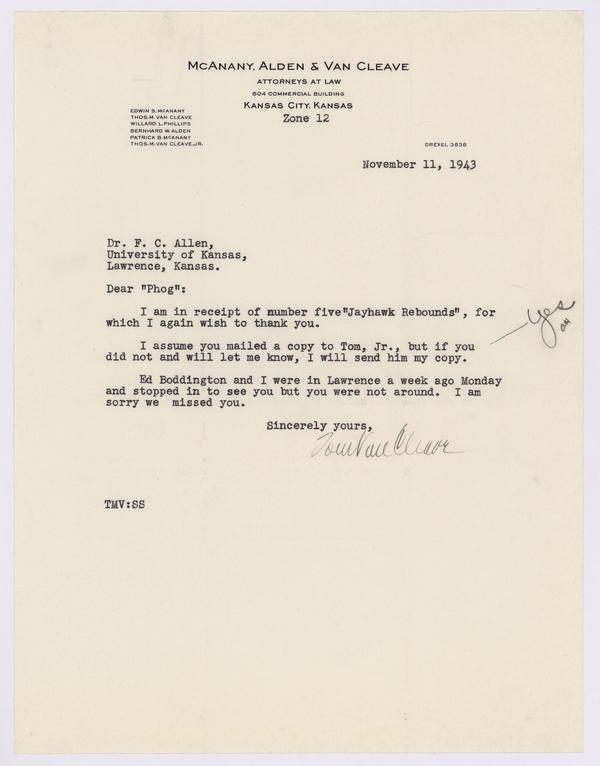 McAnany, Alden & Van Cleave
Attorneys at Law
604 Commercial Building
Kansas City, Kansas
Zone 12
Edwin S. McAnany
Thos. M. Van Cleave
Willard L. Phillips
Bernhard W. Alden
Patrick B. McAnany
Thos. M. Van Cleave, Jr.
Drexel 3838
November 11, 1943
Dr. F. C. Allen,
University of Kansas,
Lawrence, Kansas.
Dear "Phog":
I am in receipt of number five "Jayhawk Rebounds", for
which I again wish to thank you.
I assume you mailed a copy to Tom, Jr., but if you
did not and will let me know, I will send him my copy.
Yes
Ed Boddington and I were in Lawrence a week ago Monday
and stopped in to see you but you were not around. I am
sorry we missed you.
Sincerely yours,
Tom Van Cleave
TMV:SS